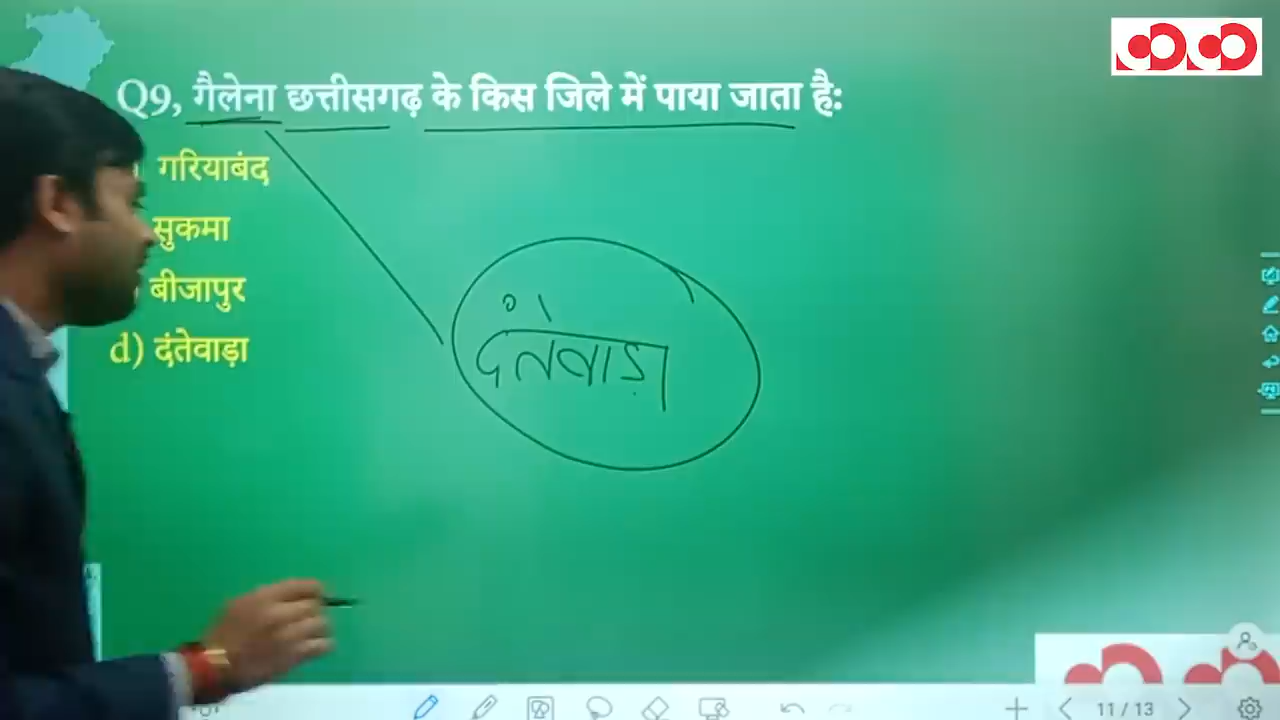 Q9, गैलेना छत्तीसगढ़ के किस जिले में पाया जाता है:
गरियाबंद
सुकमा
बीजापुर
d) दंतेवाड़ा
दंतेवाड़ा
11 / 13